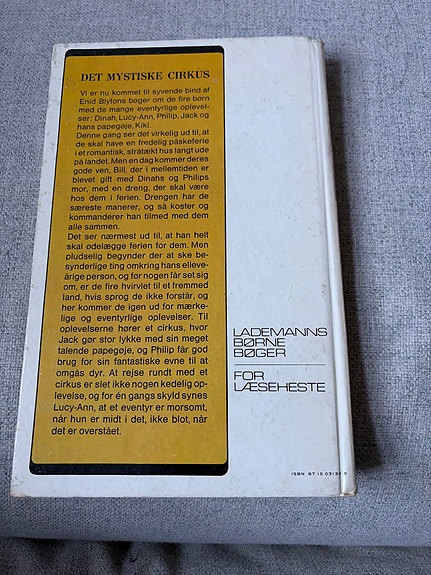 DET MYSTISKE CIRKUS
Vi er nu kommet til syvende bind af
Enid Blytons bøger om de fire børn
med de mange eventyrlige oplevel-
ser: Dinah, Lucy-Ann, Philip, Jack og
hans papegøje, Kiki.
Denne gang ser det virkelig ud til, at
de skal have en fredelig påskeferie
i et romantisk, stråtækt hus langt ude
på landet. Men en dag kommer deres
gode ven, Bill, der i mellemtiden er
blevet gift med Dinahs og Philips
mor, med en dreng, der skal være
hos dem i ferien. Drengen har de
særeste manerer, og så koster og
kommanderer han tilmed med dem
alle sammen.
Det ser nærmest ud til, at han helt
skal ødelægge ferien for dem. Men
pludselig begynder der at ske be-
synderlige ting omkring hans elleve-
årige person, og før nogen får set sig
om, er de fire hvirvlet til et fremmed
land, hvis sprog de ikke forstår, og
her kommer de igen ud for mærke-
lige og eventyrlige oplevelser. Til
oplevelserne hører et cirkus, hvor
Jack gør stor lykke med sin meget
talende papegøje, og Philip får god
brug for sin fantastiske evne til at
omgås dyr. At rejse rundt med et
cirkus er slet ikke nogen kedelig op-
levelse, og for én gangs skyld synes
Lucy-Ann, at et eventyr er morsomt,
når hun er midt i det, ikke blot, når
det er overstået.
LADEMANNS
BØRNE
BØGER
FOR
LÆSEHESTE
ISBN 87 15 0313